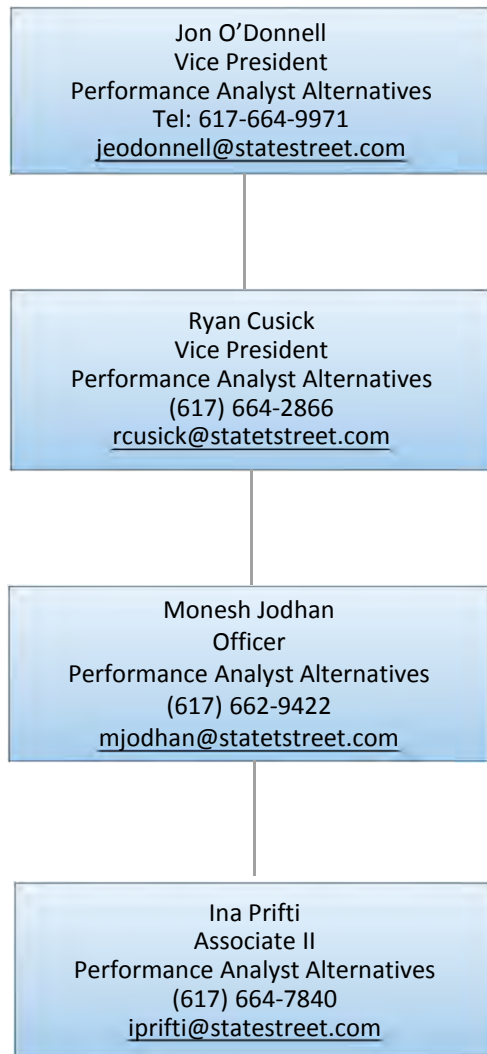 Jon O’Donnell
Vice President
Performance Analyst Alternatives
Tel: 617-664-9971
jeodonnell@statestreet.com
Ryan Cusick
Vice President
Performance Analyst Alternatives
(617) 664-2866
rcusick@statetstreet.com
Monesh Jodhan
Officer
Performance Analyst Alternatives
(617) 662-9422
mjodhan@statetstreet.com
Ina Prifti
Associate II
Performance Analyst Alternatives
(617) 664-7840
iprifti@statestreet.com